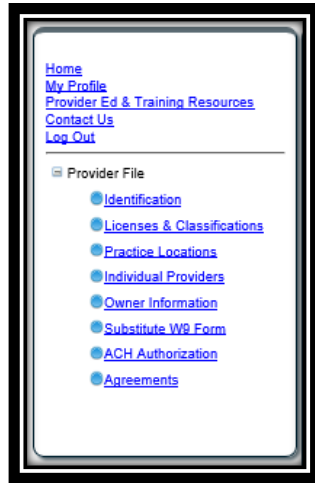 Home
My Profile
Provider Ed & Training Resources
Contact Us
Log Out
Provider File
Identification
Licenses & Classifications
Practice Locations
Individual Providers
Owner Information
Substitute W9 Form
ACH Authorization
Agreements